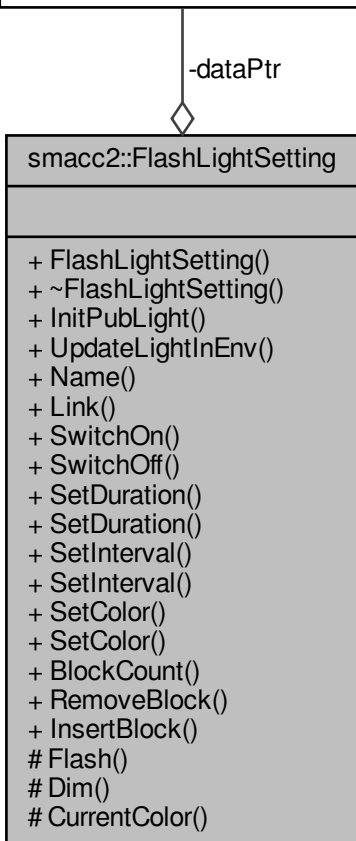 -dataPtr
smacc2::FlashLightSetting
+ FlashLightSetting()
+ ~FlashLightSetting()
+ InitPubLight()
+ UpdateLightInEnv()
+ Name()
+ Link()
+ SwitchOn()
+ SwitchOff()
+ SetDuration()
+ SetDuration()
+ SetInterval()
+ SetInterval()
+ SetColor()
+ SetColor()
+ BlockCount()
+ RemoveBlock()
+ InsertBlock()
# Flash()
# Dim()
# CurrentColor()